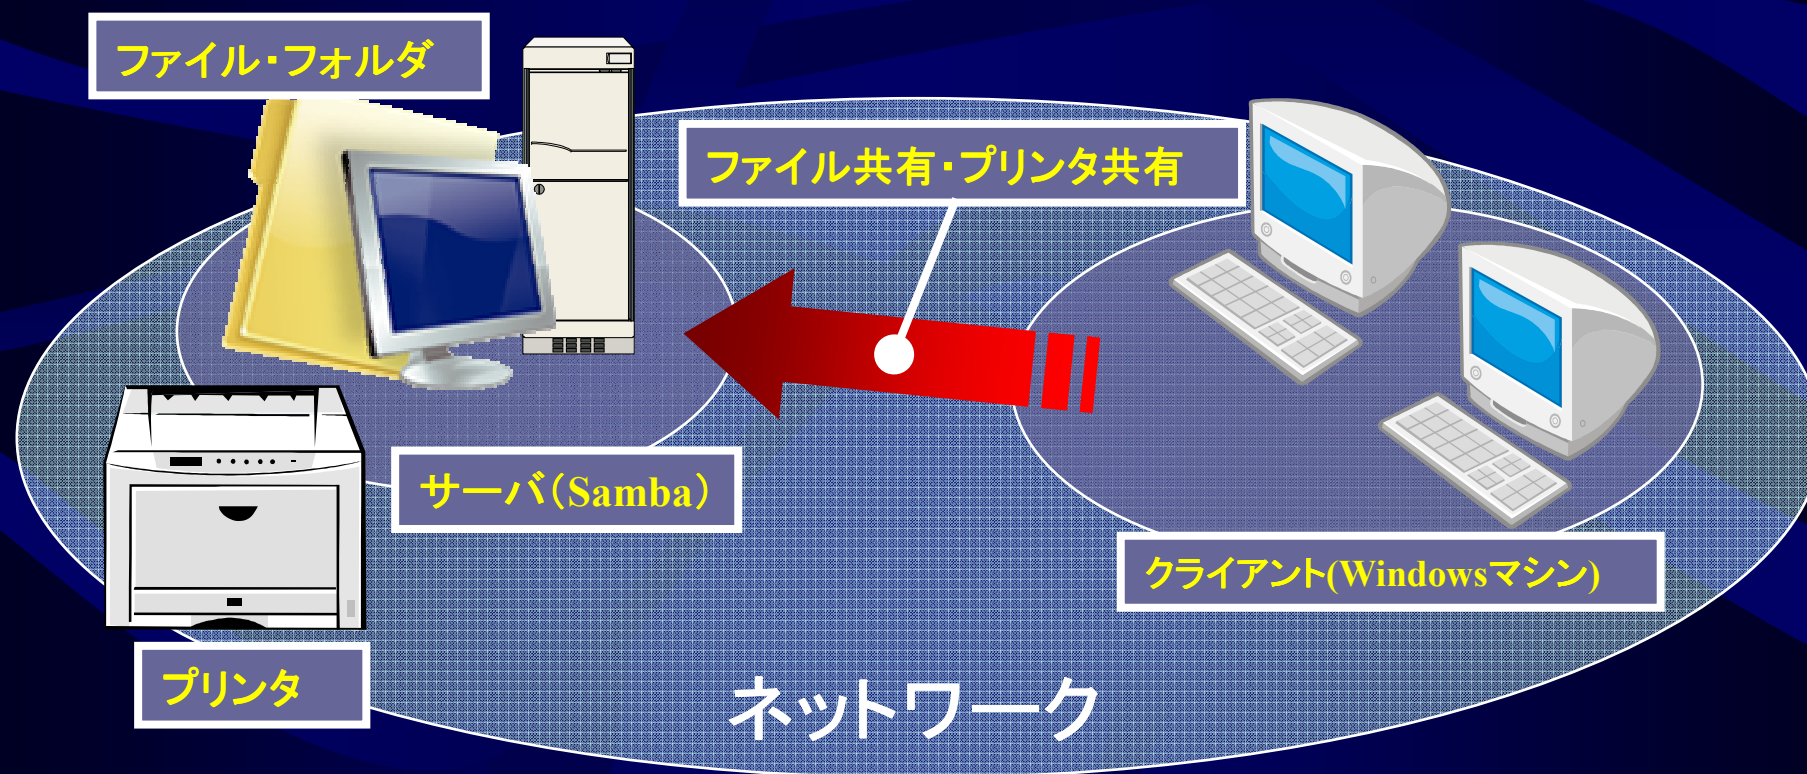 ファイル・フォルダ
ファイル共有・プリンタ共有
サーバ(Samba)
クライアント(Windowsマシン)
プリンタ
ネットワーク